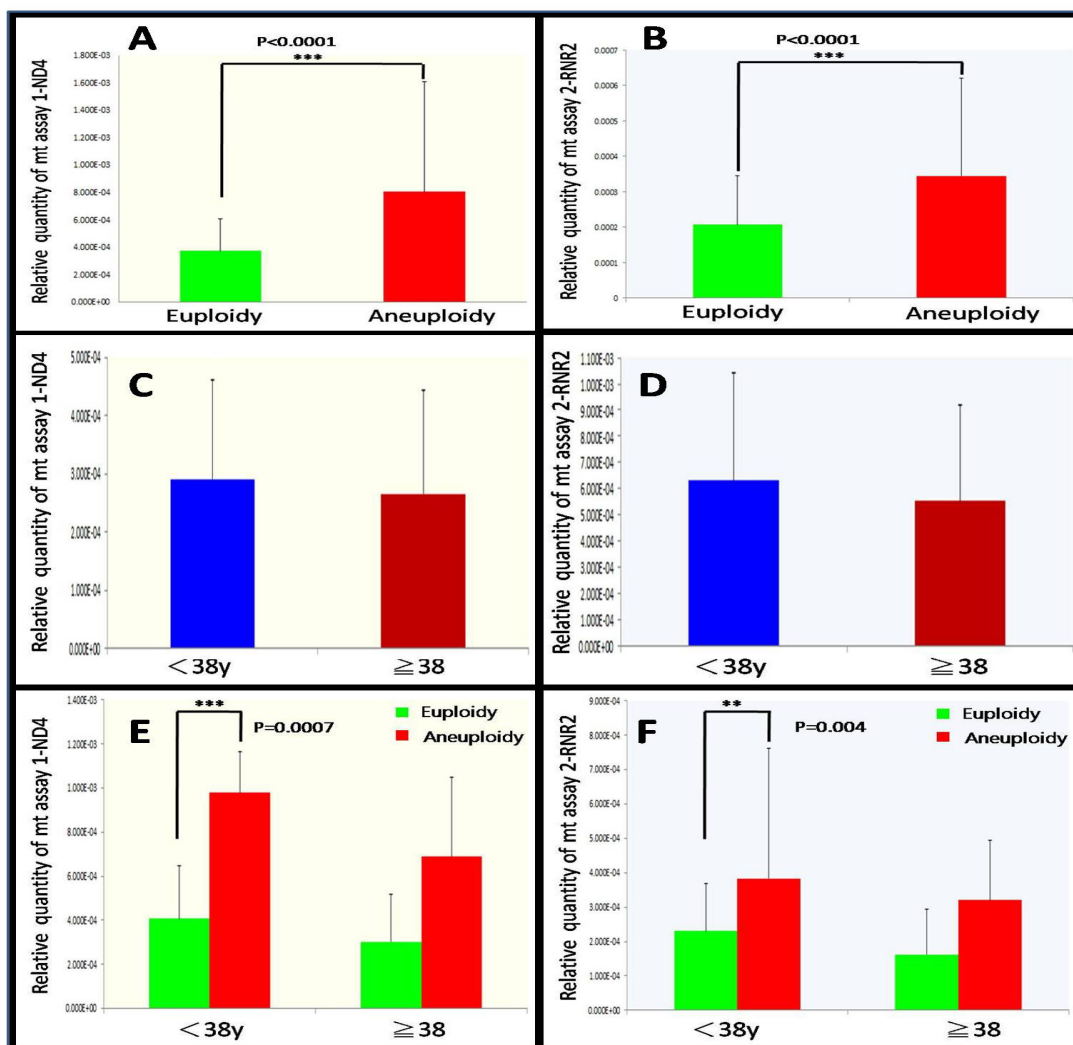 A
P<0.0001
***
Relative quantity of mt assay 1-ND4
1.800E-03
1.600E-03
1.400E-03
1.200E-03
1.000E-03
8.000E-04
6.000E-04
4.000E-04
2.000E-04
0.000E+00
Euploidy Aneuploidy
B
P<0.0001
***
Relative quantity of mt assay 2-RNR2
0.0007
0.0006
0.0005
0.0004
0.0003
0.0002
0.0001
0
Euploidy Aneuploidy
C
Relative quantity of mt assay 1-ND4
5.000E-04
4.000E-04
3.000E-04
2.000E-04
1.000E-04
0.000E+00
<38y ≧38
D
Relative quantity of mt assay 2-RNR2
1.100E-03
1.000E-03
9.000E-04
8.000E-04
7.000E-04
6.000E-04
5.000E-04
4.000E-04
3.000E-04
2.000E-04
1.000E-04
0.000E+00
<38y ≧38
E
***
P=0.0007
Euploidy
Aneuploidy
Relative quantity of mt assay 1-ND4
1.400E-03
1.200E-03
1.000E-03
8.000E-04
6.000E-04
4.000E-04
2.000E-04
0.000E+00
<38y ≧38
F
**
P=0.004
Euploidy
Aneuploidy
Relative quantity of mt assay 2-RNR2
9.000E-04
8.000E-04
7.000E-04
6.000E-04
5.000E-04
4.000E-04
3.000E-04
2.000E-04
1.000E-04
0.000E+00
<38y ≧38